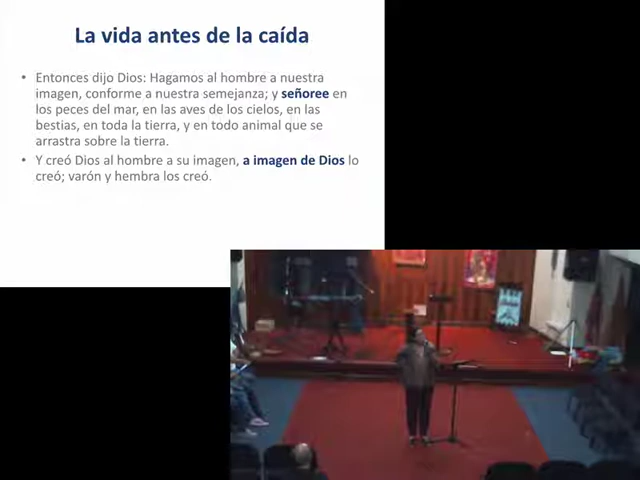 La vida antes de la caída
• Entonces dijo Dios: Hagamos al hombre a nuestra
imagen, conforme a nuestra semejanza; y señoree en
los peces del mar, en las aves de los cielos, en las
bestias, en toda la tierra, y en todo animal que se
arrastra sobre la tierra.
• Y creó Dios al hombre a su imagen, a imagen de Dios lo
creó; varón y hembra los creó.